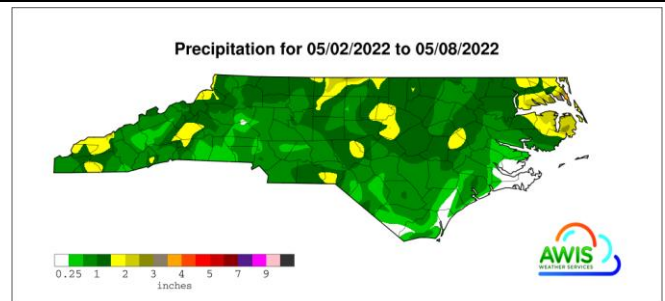 Precipitation for 05/02/2022 to 05/08/2022
0.25 1 2 3 4 5 7 9
inches
AWIS
WEATHER SERVICES